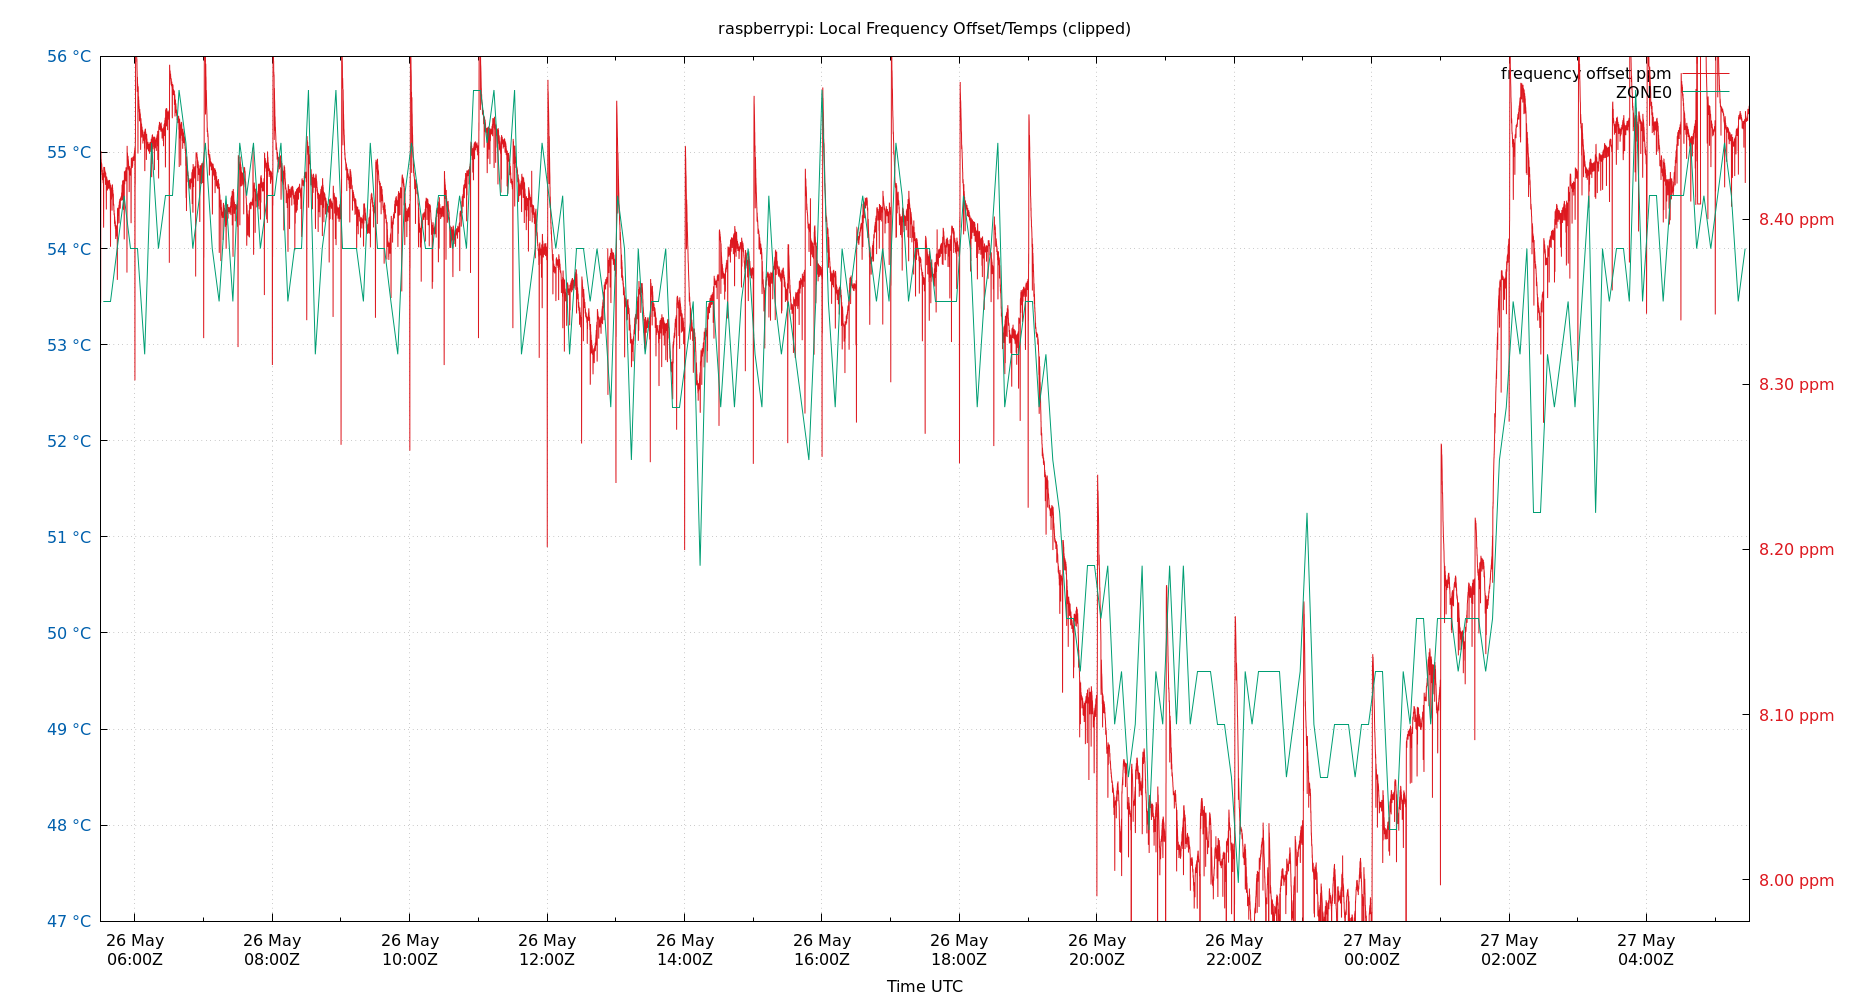 raspberrypi: Local Frequency Offset/Temps (clipped)
56 °C
55 °C
54 °C
53 °C
52 °C
51 °C
50 °C
49 °C
48 °C
47 °C
frequency offset ppm
ZONE0
8.40 ppm
8.30 ppm
8.20 ppm
8.10 ppm
8.00 ppm
26 May
06:00Z
26 May
08:00Z
26 May
10:00Z
26 May
12:00Z
26 May
14:00Z
26 May
16:00Z
26 May
18:00Z
26 May
20:00Z
26 May
22:00Z
27 May
00:00Z
27 May
02:00Z
27 May
04:00Z
Time UTC